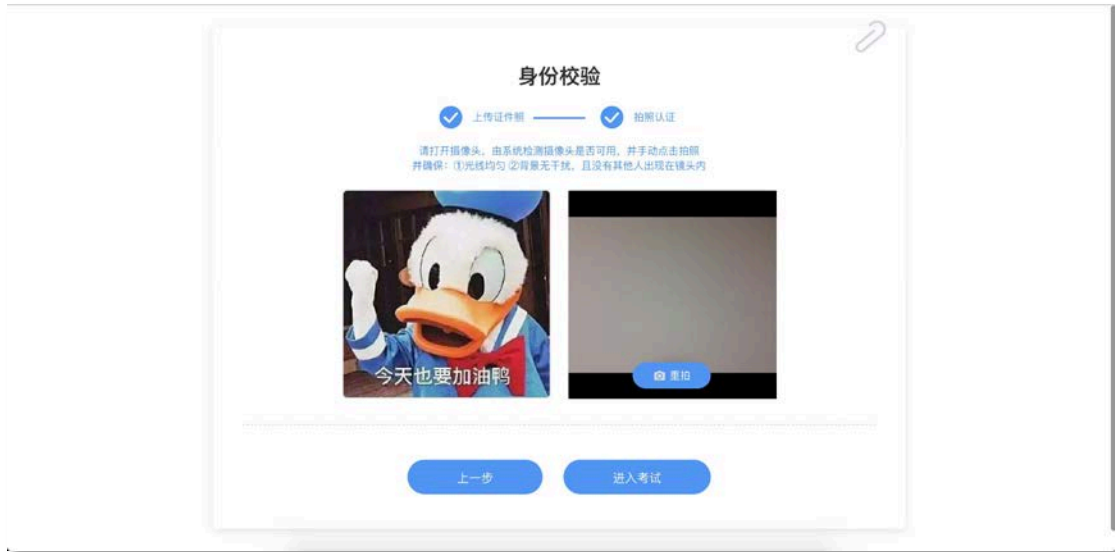 身份校验
上传证件照
拍照认证
请打开摄像头，由系统检测摄像头是否可用，并手动点击拍照
并确保：①光线均匀 ②背景无干扰，且没有其他人出现在镜头内
今天也要加油鸭
重拍
上一步
进入考试